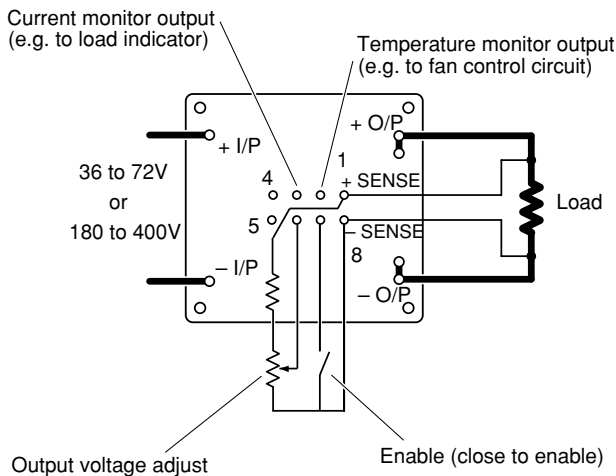 Current monitor output
(e.g. to load indicator)
Temperature monitor output
(e.g. to fan control circuit)
+ O/P
+ I/P
1
4
+ SENSE
36 to 72V
or
180 to 400V
Load
5
– SENSE
8
– I/P
– O/P
Output voltage adjust
Enable (close to enable)